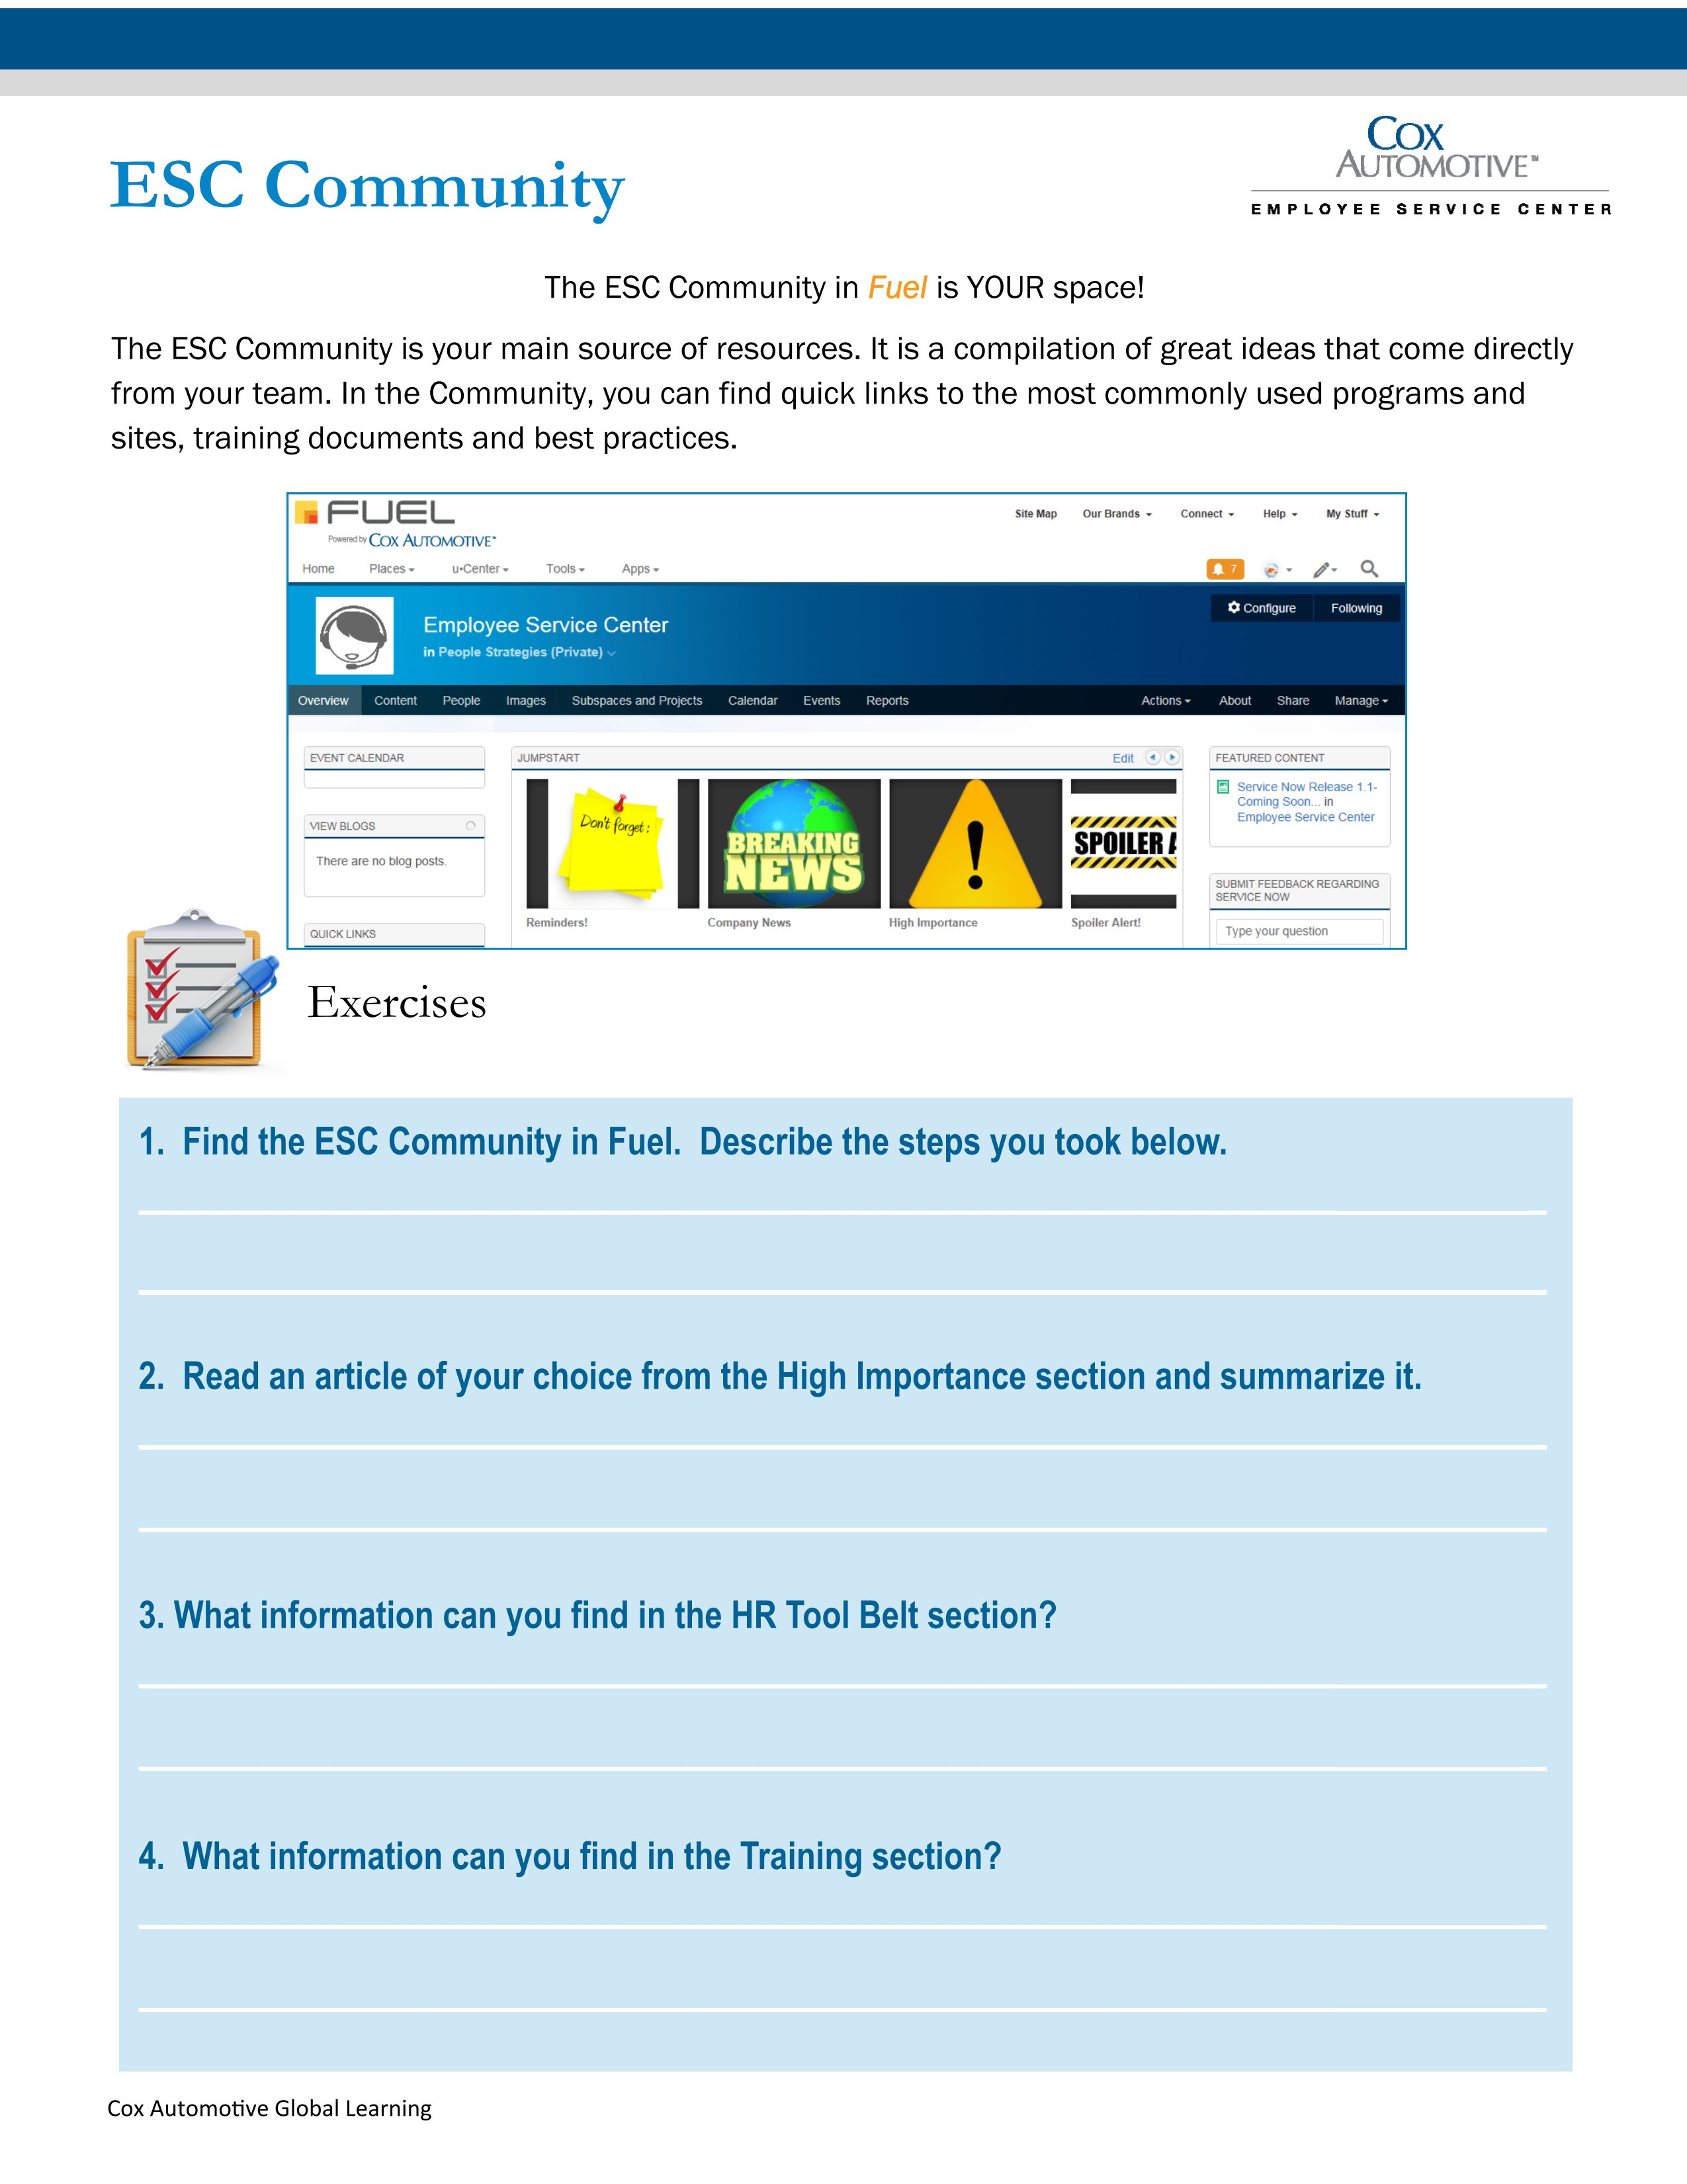 ESC Community
COX
AUTOMOTIVE™
EMPLOYEE SERVICE CENTER
The ESC Community in Fuel is YOUR space!
The ESC Community is your main source of resources. It is a compilation of great ideas that come directly
from your team. In the Community, you can find quick links to the most commonly used programs and
sites, training documents and best practices.
FUEL
Powered by COX AUTOMOTIVE™
Site Map Our Brands Connect Help My Stuff
Home Places u•Center Tools Apps
7
Configure Following
Employee Service Center
in People Strategies (Private)
Overview Content People Images Subspaces and Projects Calendar Events Reports Actions About Share Manage
EVENT CALENDAR
VIEW BLOGS
There are no blog posts.
QUICK LINKS
JUMPSTART Edit
Don't forget:
BREAKING
NEWS
!
SPOILER A
Reminders! Company News High Importance Spoiler Alert!
FEATURED CONTENT
Service Now Release 1.1-
Coming Soon... in
Employee Service Center
SUBMIT FEEDBACK REGARDING
SERVICE NOW
Type your question
Exercises
1. Find the ESC Community in Fuel. Describe the steps you took below.
2. Read an article of your choice from the High Importance section and summarize it.
3. What information can you find in the HR Tool Belt section?
4. What information can you find in the Training section?
Cox Automotive Global Learning